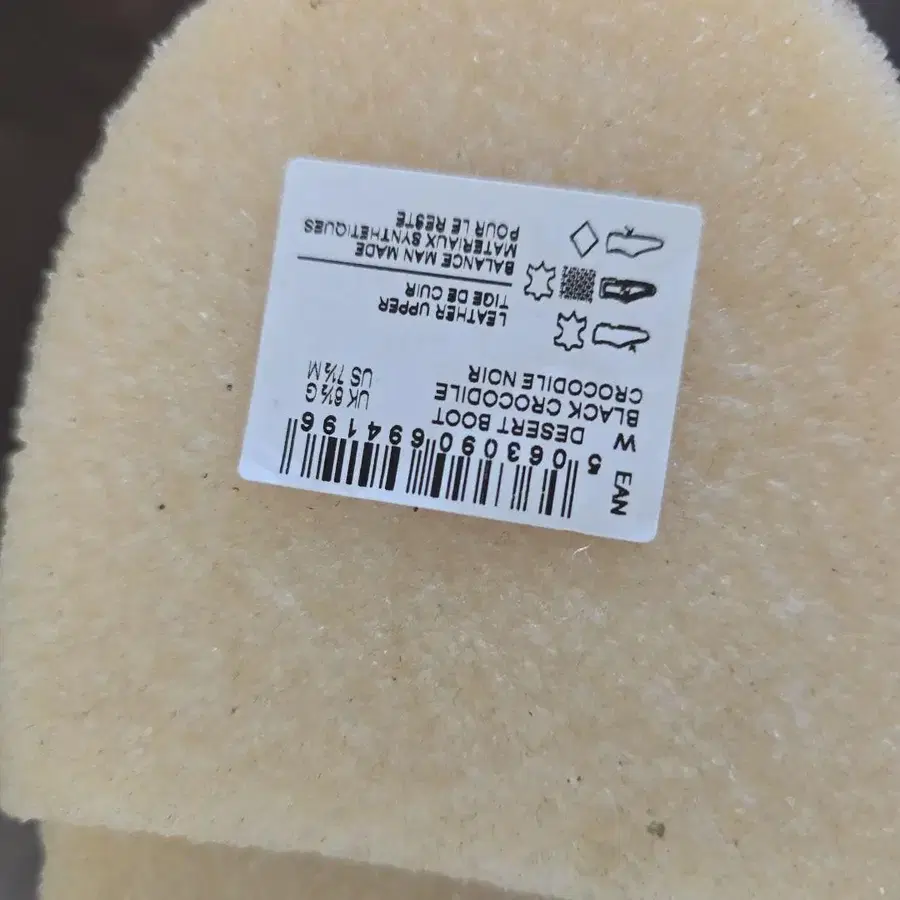 EAN
5 063090 694196
W DESERT BOOT
BLACK CROCODILE
CROCODILE NOIR
UK 6½ G
US 7½ M
LEATHER UPPER
TIGE DE CUIR
BALANCE MAN MADE
MATERIAUX SYNTHETIQUES
POUR LE RESTE